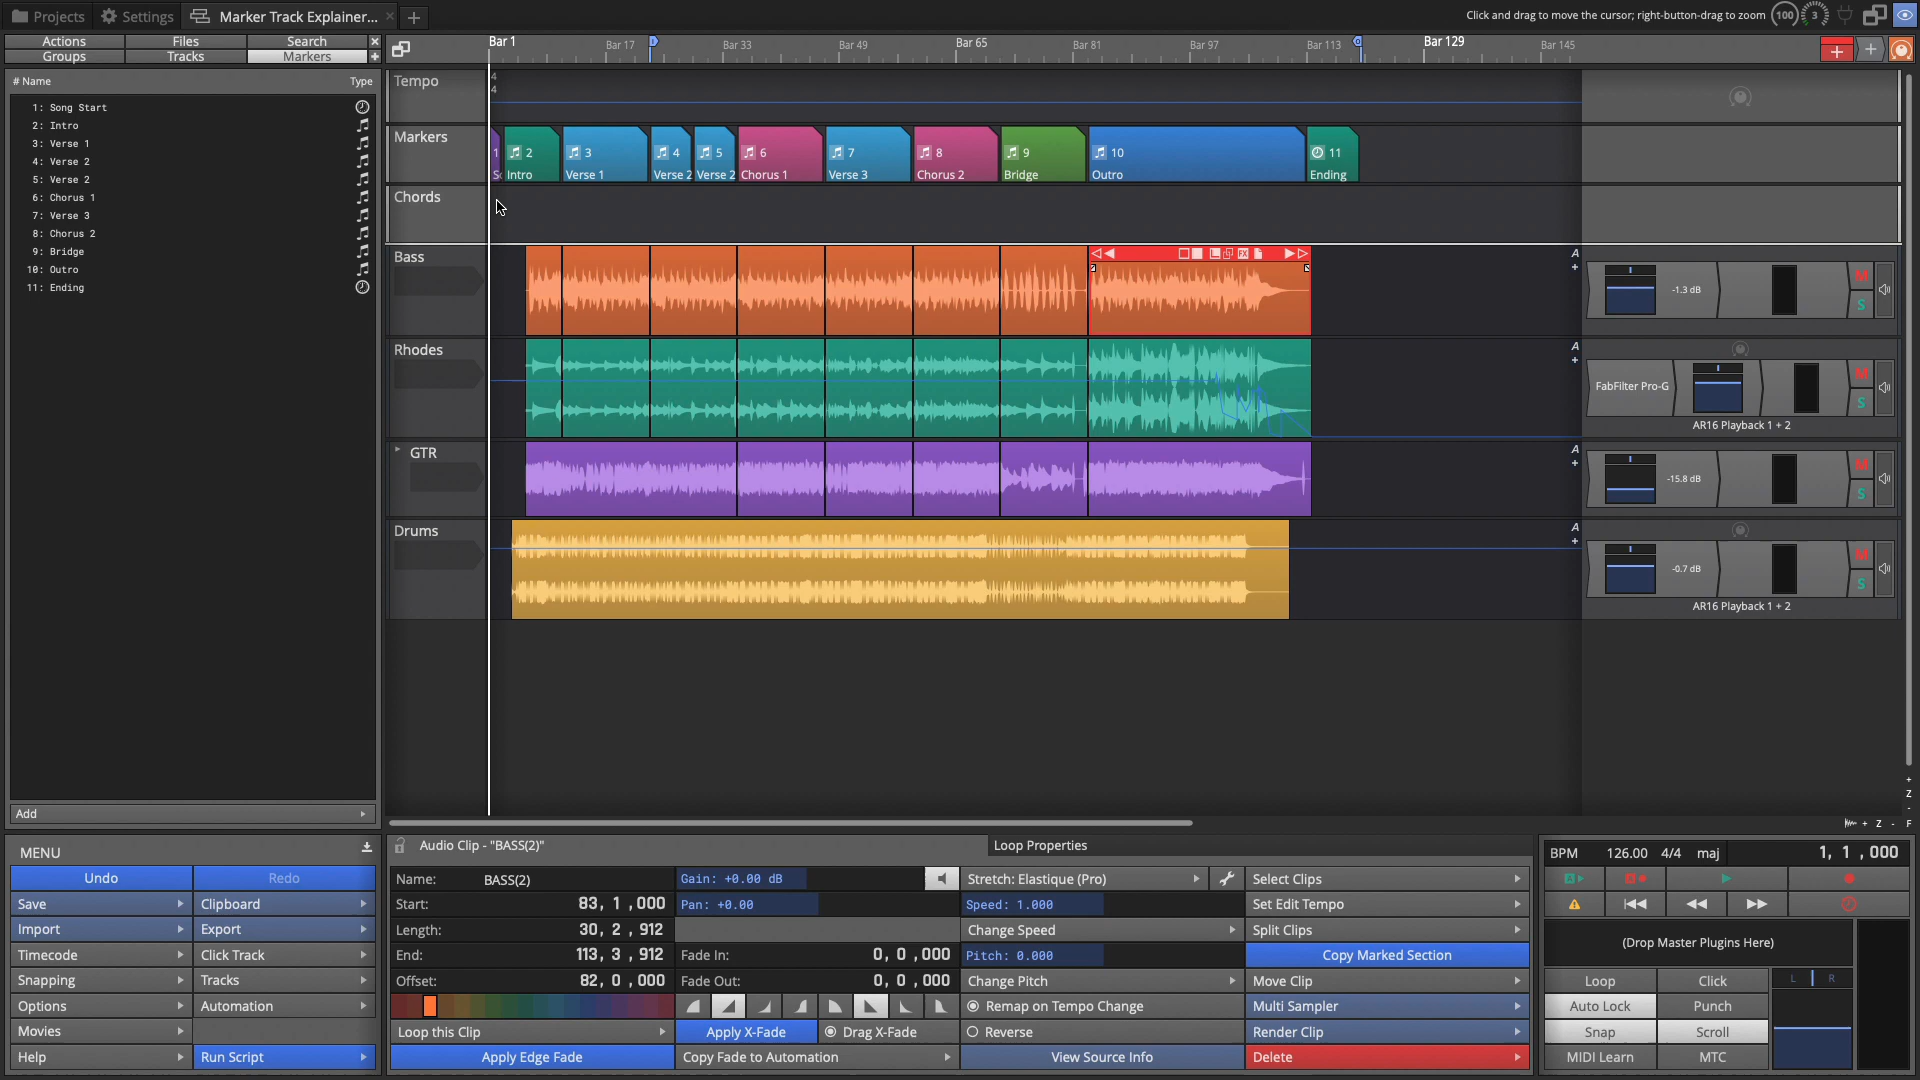 Projects Settings Marker Track Explainer...
Click and drag to move the cursor; right-button-drag to zoom 100 3
Actions Files Search
Groups Tracks Markers
Bar 1 Bar 17 Bar 33 Bar 49 Bar 65 Bar 81 Bar 97 Bar 113 Bar 129 Bar 145
# Name Type
1: Song Start
2: Intro
3: Verse 1
4: Verse 2
5: Verse 2
6: Chorus 1
7: Verse 3
8: Chorus 2
9: Bridge
10: Outro
11: Ending
Add
Tempo
4
4
Markers
1 2 3 4 5 6 7 8 9 10 11
Intro Verse 1 Verse 2 Verse 2 Chorus 1 Verse 3 Chorus 2 Bridge Outro Ending
Chords
Bass
FX
A
-1.3 dB
M
S
Rhodes
A
FabFilter Pro-G
M
S
AR16 Playback 1 + 2
GTR
A
-15.8 dB
M
S
Drums
A
-0.7 dB
M
S
AR16 Playback 1 + 2
+
Z
-
+ Z - F
MENU
Undo Redo
Save Clipboard
Import Export
Timecode Click Track
Snapping Tracks
Options Automation
Movies
Help Run Script
Audio Clip - "BASS(2)" Loop Properties
Name: BASS(2)
Start: 83, 1 ,000
Length: 30, 2 , 912
End: 113, 3 , 912
Offset: 82, 0 ,000
Loop this Clip
Apply Edge Fade
Gain: +0.00 dB
Pan: +0.00
Fade In: 0, 0 ,000
Fade Out: 0, 0 ,000
Apply X-Fade Drag X-Fade
Copy Fade to Automation
Stretch: Elastique (Pro)
Speed: 1.000
Change Speed
Pitch: 0.000
Change Pitch
Remap on Tempo Change
Reverse
View Source Info
Select Clips
Set Edit Tempo
Split Clips
Copy Marked Section
Move Clip
Multi Sampler
Render Clip
Delete
BPM 126.00 4/4 maj 1, 1 ,000
(Drop Master Plugins Here)
Loop Click
Auto Lock Punch
Snap Scroll
MIDI Learn MTC
L R